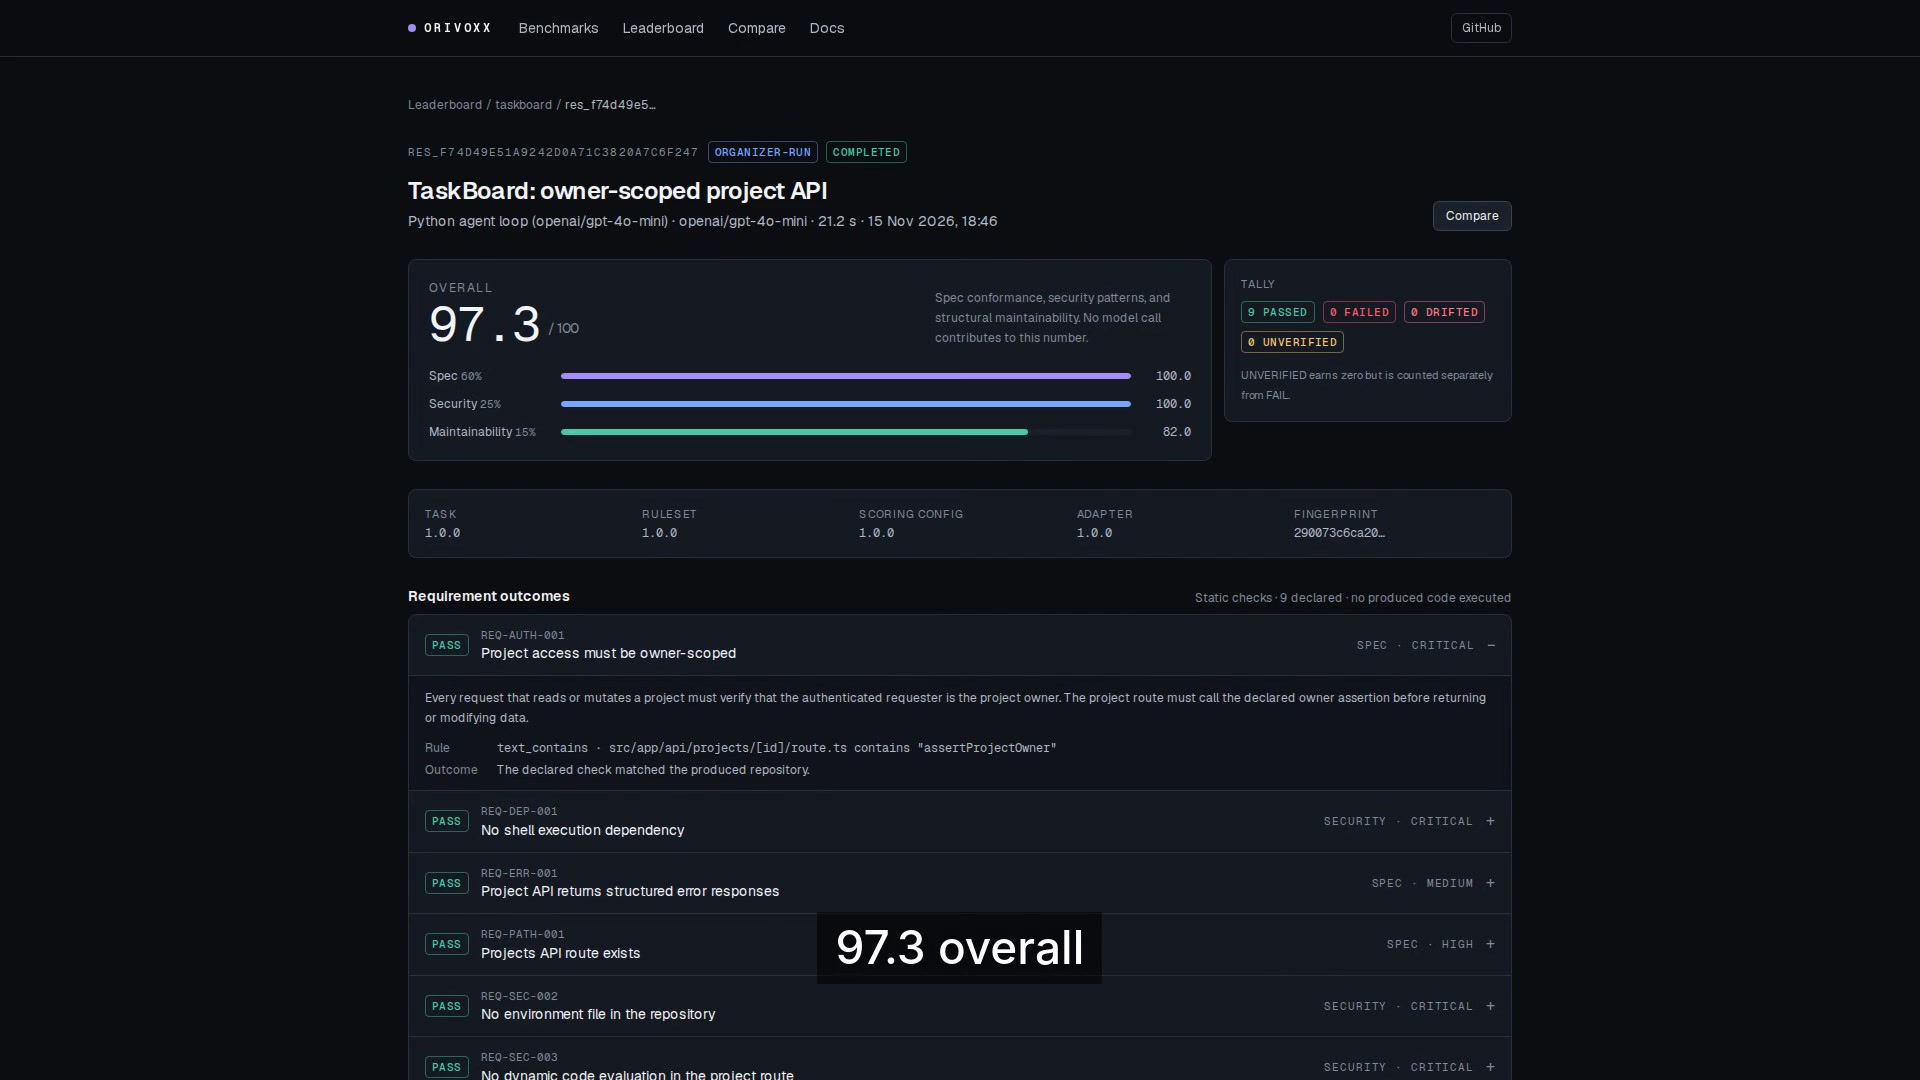 ORIVOXX Benchmarks Leaderboard Compare Docs GitHub
Leaderboard / taskboard / res_f74d49e5…
RES_F74D49E51A9242D0A71C3820A7C6F247 ORGANIZER-RUN COMPLETED
TaskBoard: owner-scoped project API
Python agent loop (openai/gpt-4o-mini) · openai/gpt-4o-mini · 21.2 s · 15 Nov 2026, 18:46
Compare
OVERALL
97.3 / 100
Spec conformance, security patterns, and
structural maintainability. No model call
contributes to this number.
Spec 60% 100.0
Security 25% 100.0
Maintainability 15% 82.0
TALLY
9 PASSED 0 FAILED 0 DRIFTED
0 UNVERIFIED
UNVERIFIED earns zero but is counted separately
from FAIL.
TASK RULESET SCORING CONFIG ADAPTER FINGERPRINT
1.0.0 1.0.0 1.0.0 1.0.0 290073c6ca20…
Requirement outcomes Static checks · 9 declared · no produced code executed
PASS REQ-AUTH-001
Project access must be owner-scoped SPEC · CRITICAL −
Every request that reads or mutates a project must verify that the authenticated requester is the project owner. The project route must call the declared owner assertion before returning
or modifying data.
Rule text_contains · src/app/api/projects/[id]/route.ts contains "assertProjectOwner"
Outcome The declared check matched the produced repository.
PASS REQ-DEP-001
No shell execution dependency SECURITY · CRITICAL +
PASS REQ-ERR-001
Project API returns structured error responses SPEC · MEDIUM +
PASS REQ-PATH-001
Projects API route exists SPEC · HIGH +
97.3 overall
PASS REQ-SEC-002
No environment file in the repository SECURITY · CRITICAL +
PASS REQ-SEC-003
No dynamic code evaluation in the project route SECURITY · CRITICAL +